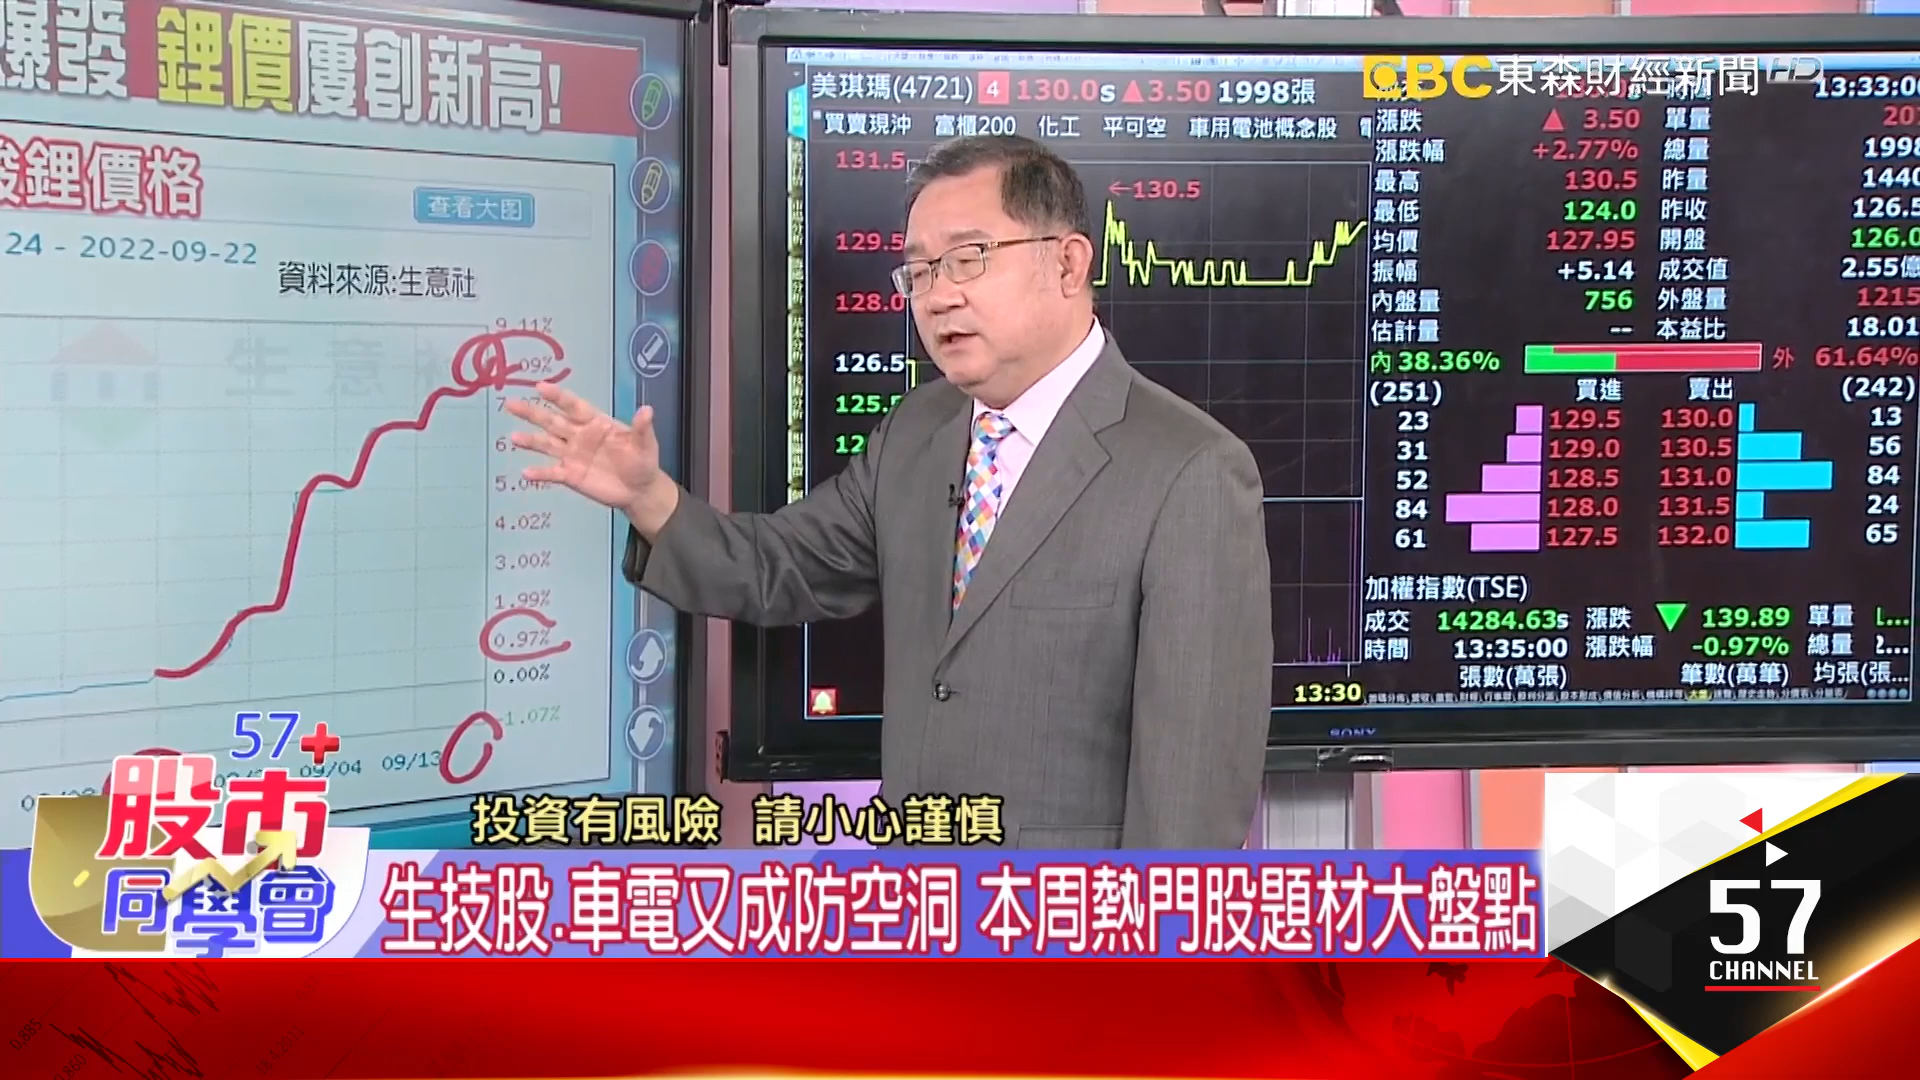 爆發 鋰價屢創新高!
酸鋰價格
查看大图
24 - 2022-09-22
資料來源:生意社
9.11%
5.04%
4.02%
3.00%
1.99%
0.97%
0.00%
-1.07%
09/04 09/13
美琪瑪(4721) 4 130.0s ▲3.50 1998張
買賣現沖 富櫃200 化工 平可空 車用電池概念股
EBC 東森財經新聞 HD
13:33:00
131.5
129.5
128.0
126.5
125.5
←130.5
13:30
漲跌 ▲ 3.50 單量
漲跌幅 +2.77% 總量 1998
最高 130.5 昨量 1440
最低 124.0 昨收 126.5
均價 127.95 開盤 126.0
振幅 +5.14 成交值 2.55億
內盤量 756 外盤量 1215
估計量 -- 本益比 18.01
內 38.36% 外 61.64%
(251) 買進 賣出 (242)
23 129.5 130.0 13
31 129.0 130.5 56
52 128.5 131.0 84
84 128.0 131.5 24
61 127.5 132.0 65
加權指數(TSE)
成交 14284.63s 漲跌 ▼ 139.89 單量
時間 13:35:00 漲跌幅 -0.97% 總量
張數(萬張) 筆數(萬筆) 均張(張...
SONY
57+
股市
同學會
投資有風險 請小心謹慎
生技股.車電又成防空洞 本周熱門股題材大盤點
57
CHANNEL